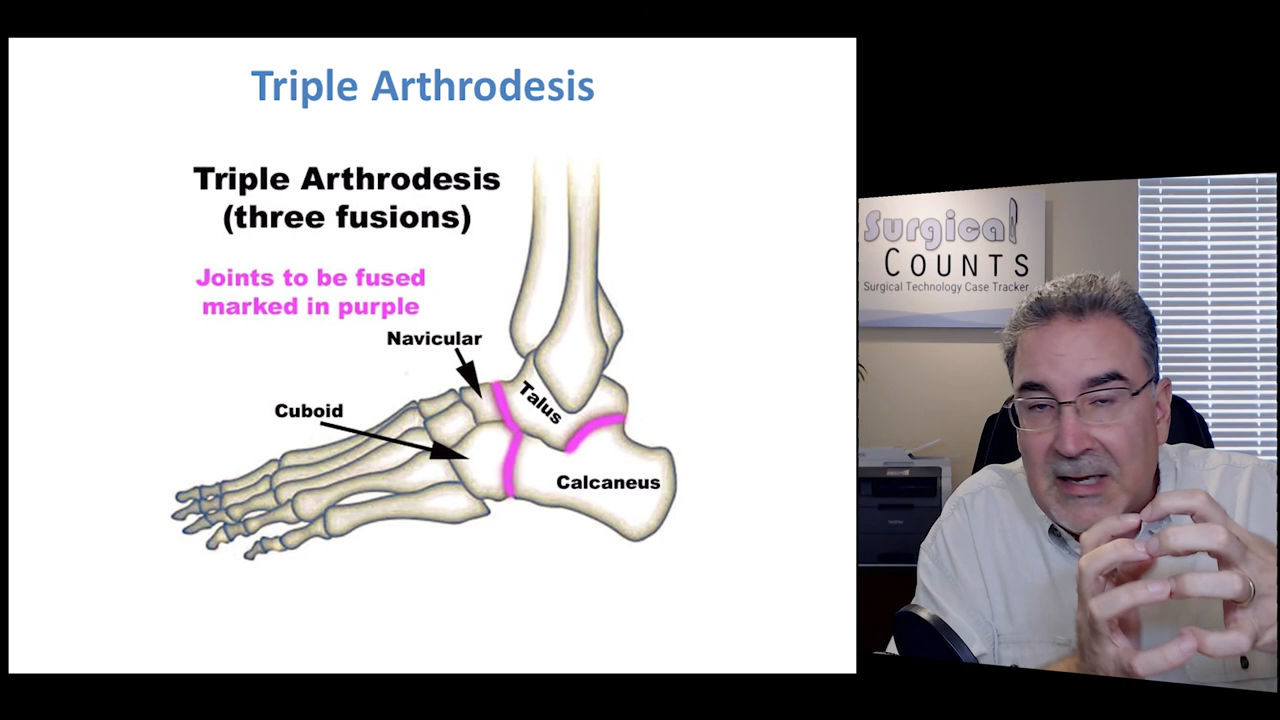 Triple Arthrodesis
Triple Arthrodesis
(three fusions)
Joints to be fused
marked in purple
Navicular
Talus
Cuboid
Calcaneus
Surgical
COUNTS
Surgical Technology Case Tracker